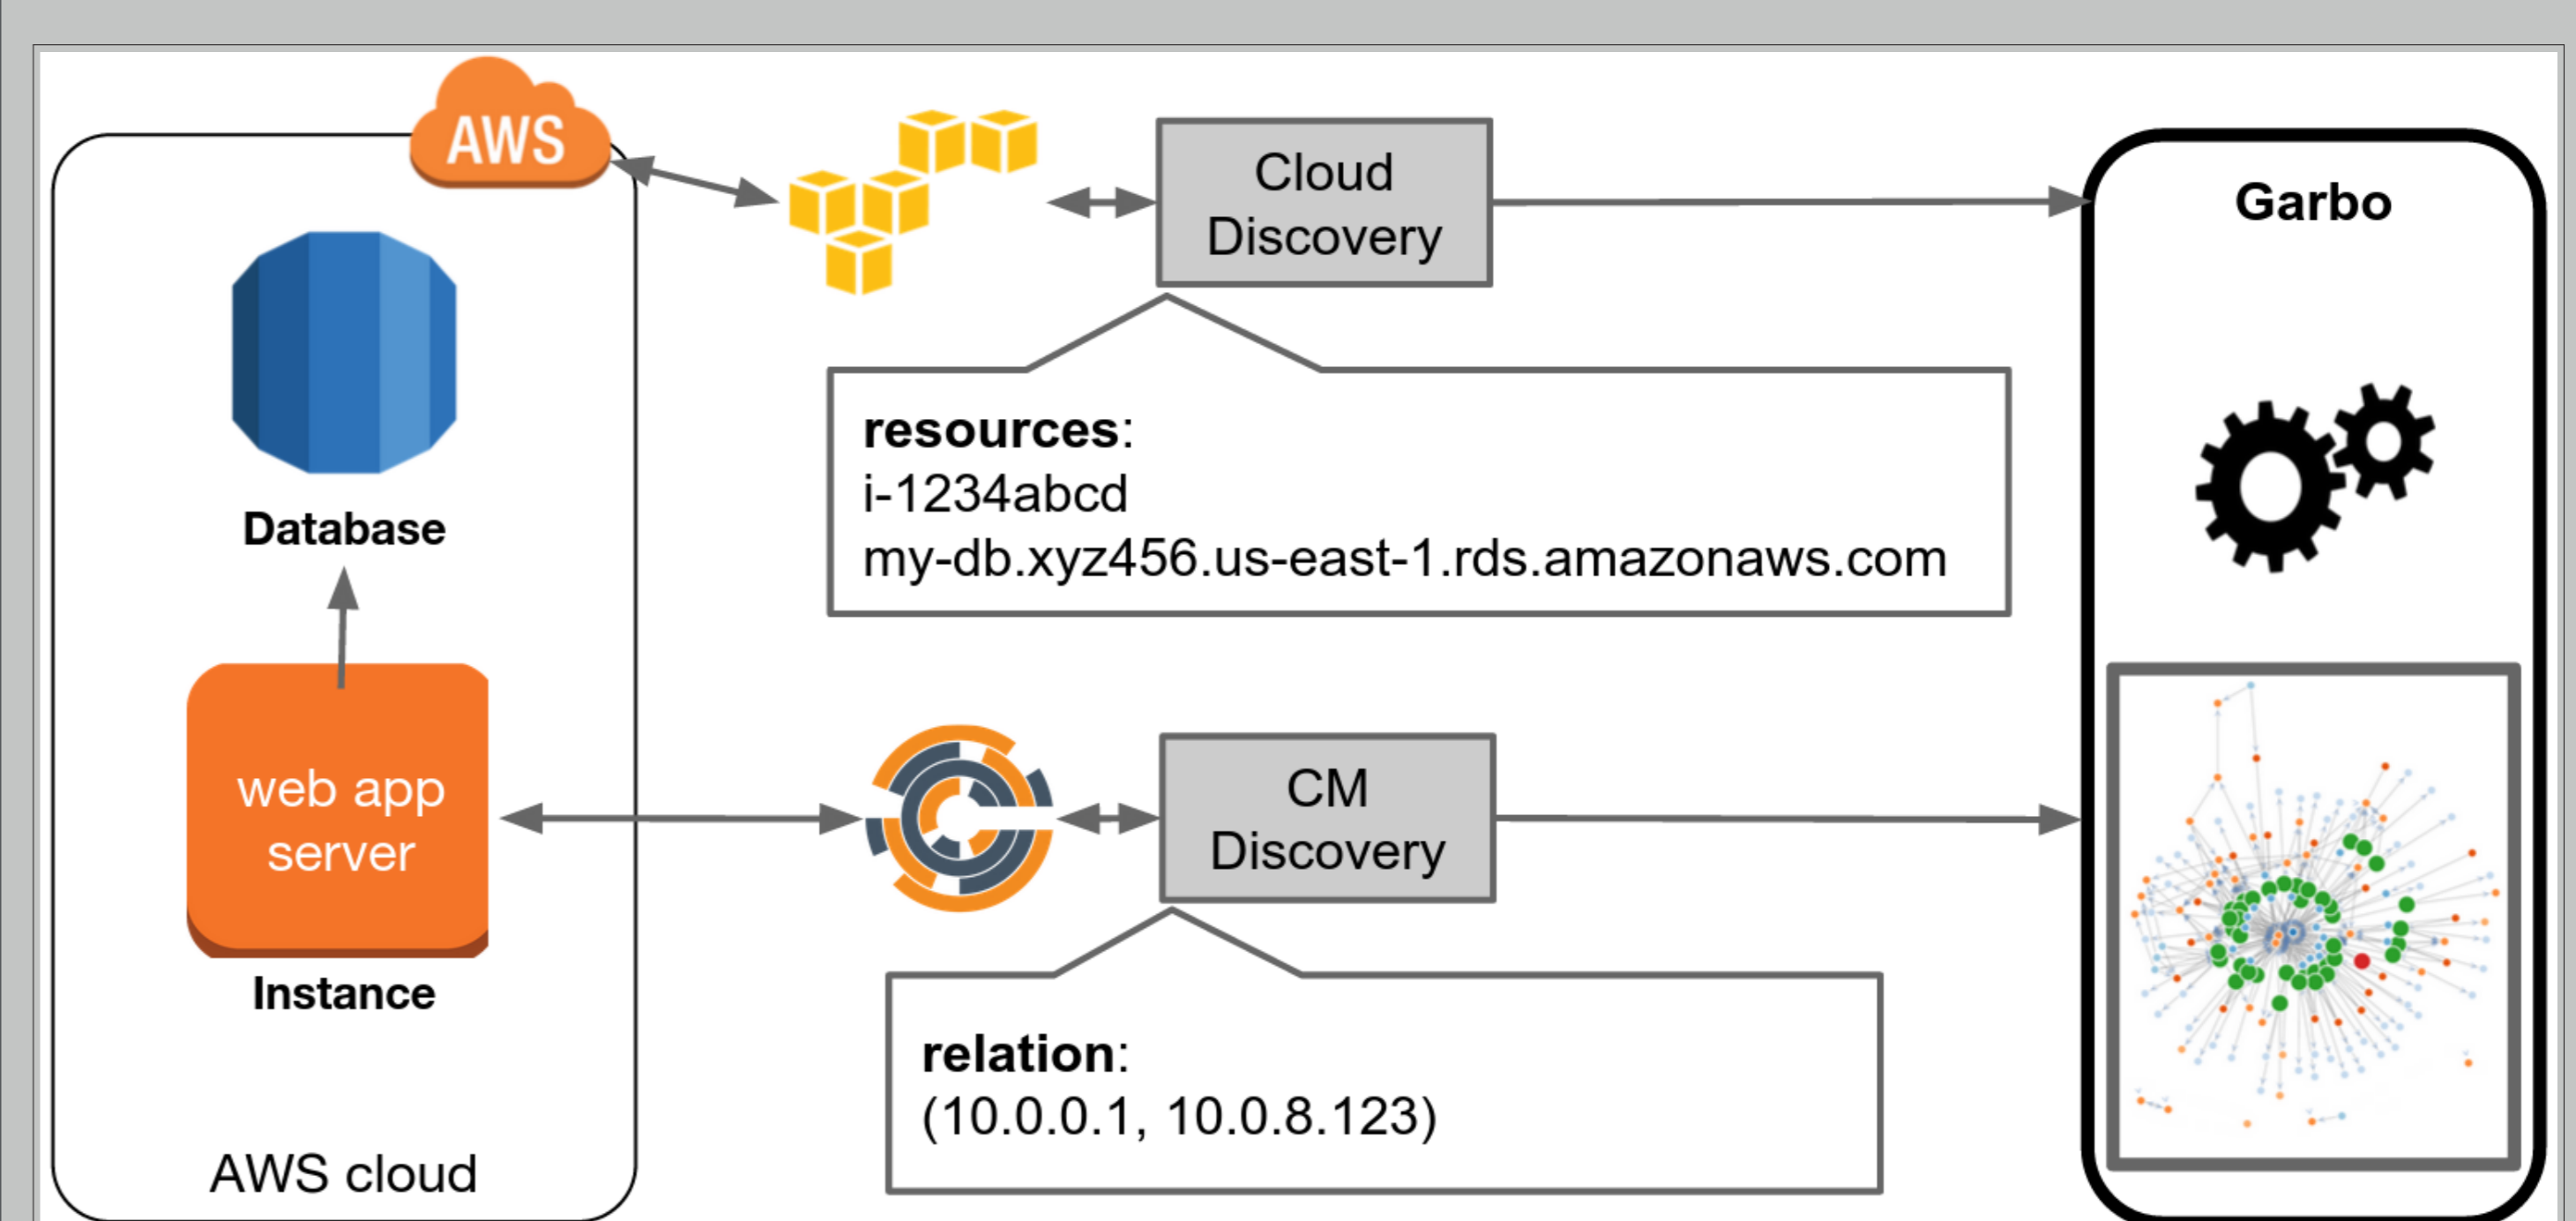 AWS
Cloud
Discovery
Garbo
resources:
i-1234abcd
my-db.xyz456.us-east-1.rds.amazonaws.com
Database
web app
server
Instance
CM
Discovery
relation:
(10.0.0.1, 10.0.8.123)
AWS cloud